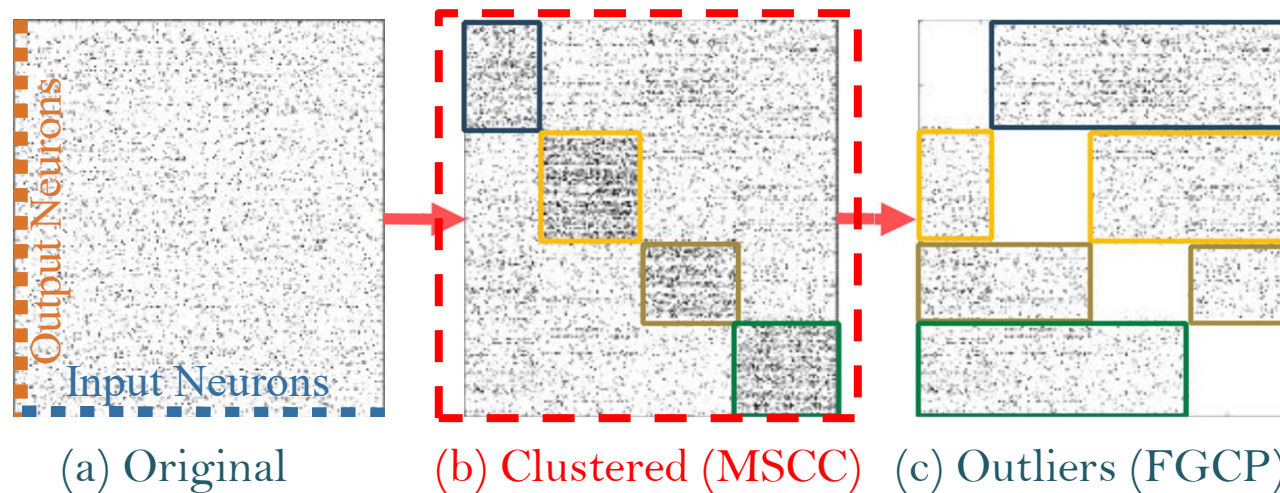 Output Neurons
Input Neurons
(a) Original
(b) Clustered (MSCC)
(c) Outliers (FGCP)